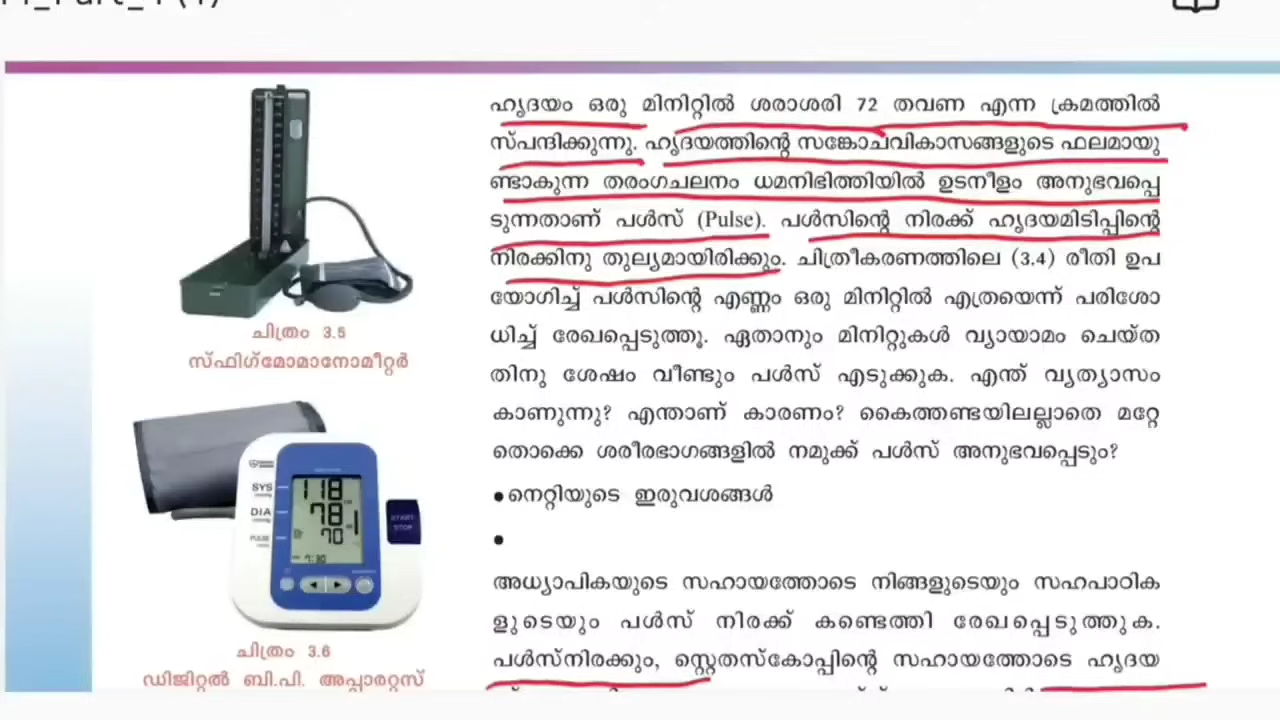 ചിത്രം 3.5
സ്ഫിഗ്മോമാനോമീറ്റർ
SYS
DIA
PULSE
118
78
70
7:30
START
STOP
ചിത്രം 3.6
ഡിജിറ്റൽ ബി.പി. അപ്പാരറ്റസ്
ഹൃദയം ഒരു മിനിറ്റിൽ ശരാശരി 72 തവണ എന്ന ക്രമത്തിൽ
സ്പന്ദിക്കുന്നു. ഹൃദയത്തിന്റെ സങ്കോചവികാസങ്ങളുടെ ഫലമായു
ണ്ടാകുന്ന തരംഗചലനം ധമനിഭിത്തിയിൽ ഉടനീളം അനുഭവപ്പെ
ടുന്നതാണ് പൾസ് (Pulse). പൾസിന്റെ നിരക്ക് ഹൃദയമിടിപ്പിന്റെ
നിരക്കിനു തുല്യമായിരിക്കും. ചിത്രീകരണത്തിലെ (3.4) രീതി ഉപ
യോഗിച്ച് പൾസിന്റെ എണ്ണം ഒരു മിനിറ്റിൽ എത്രയെന്ന് പരിശോ
ധിച്ച് രേഖപ്പെടുത്തൂ. ഏതാനും മിനിറ്റുകൾ വ്യായാമം ചെയ്ത
തിനു ശേഷം വീണ്ടും പൾസ് എടുക്കുക. എന്ത് വ്യത്യാസം
കാണുന്നു? എന്താണ് കാരണം? കൈത്തണ്ടയിലല്ലാതെ മറ്റേ
തൊക്കെ ശരീരഭാഗങ്ങളിൽ നമുക്ക് പൾസ് അനുഭവപ്പെടും?
• നെറ്റിയുടെ ഇരുവശങ്ങൾ
•
അധ്യാപികയുടെ സഹായത്തോടെ നിങ്ങളുടെയും സഹപാഠിക
ളുടെയും പൾസ് നിരക്ക് കണ്ടെത്തി രേഖപ്പെടുത്തുക.
പൾസ്നിരക്കും, സ്റ്റെതസ്കോപ്പിന്റെ സഹായത്തോടെ ഹൃദയ